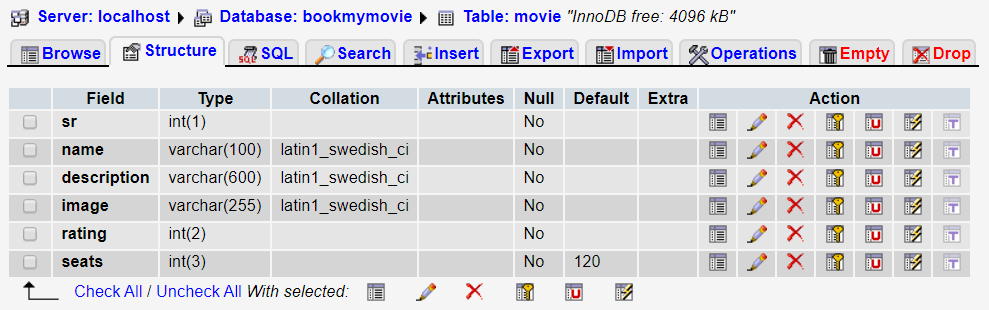 Server: localhost Database: bookmymovie Table: movie "InnoDB free: 4096 kB"
Browse Structure SQL Search Insert Export Import Operations Empty Drop
Field Type Collation Attributes Null Default Extra Action
sr int(1) No
name varchar(100) latin1_swedish_ci No
description varchar(600) latin1_swedish_ci No
image varchar(255) latin1_swedish_ci No
rating int(2) No
seats int(3) No 120
Check All / Uncheck All With selected: